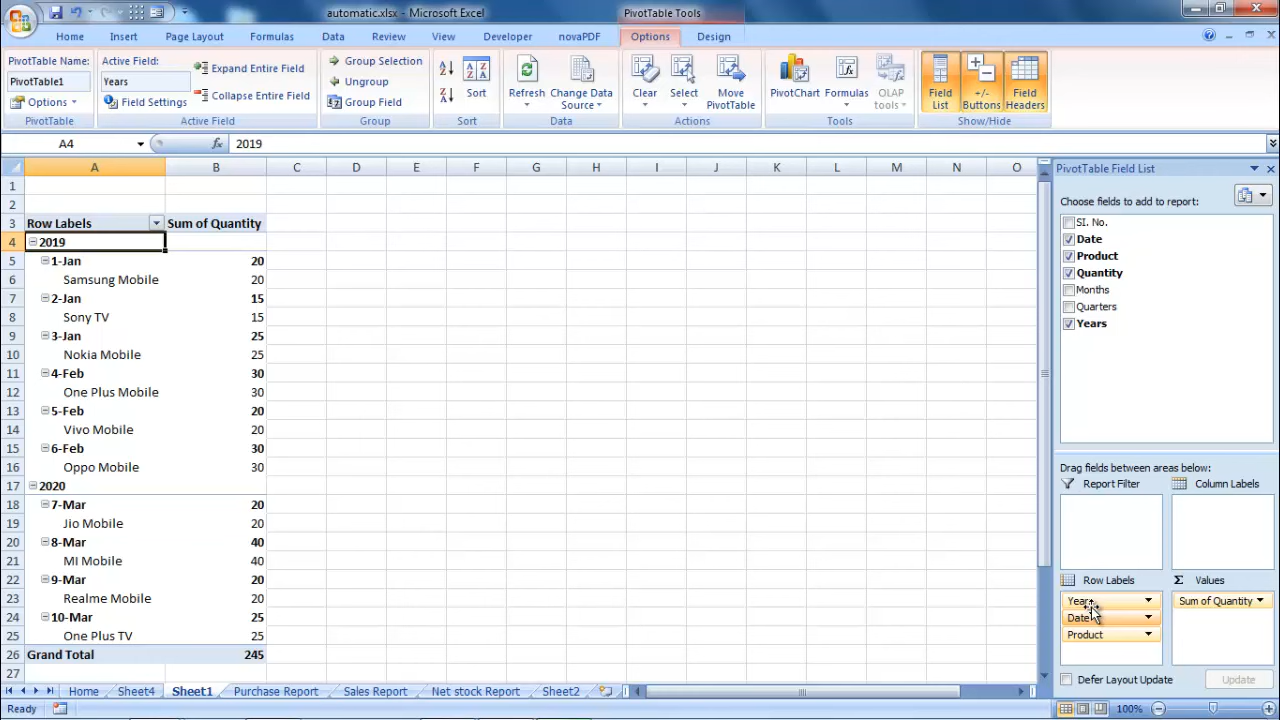 automatic.xlsx - Microsoft Excel
PivotTable Tools
Home Insert Page Layout Formulas Data Review View Developer novaPDF Options Design
PivotTable Name:
PivotTable1
Options
PivotTable
Active Field:
Years
Field Settings
Expand Entire Field
Collapse Entire Field
Active Field
Group Selection
Ungroup
Group Field
Group
Sort
Sort
Refresh
Change Data Source
Data
Clear
Select
Move PivotTable
Actions
PivotChart
Formulas
OLAP tools
Tools
Field List
+/- Buttons
Field Headers
Show/Hide
A4 fx 2019
A B C D E F G H I J K L M N O
1
2
3 Row Labels Sum of Quantity
4 2019
5 1-Jan 20
6 Samsung Mobile 20
7 2-Jan 15
8 Sony TV 15
9 3-Jan 25
10 Nokia Mobile 25
11 4-Feb 30
12 One Plus Mobile 30
13 5-Feb 20
14 Vivo Mobile 20
15 6-Feb 30
16 Oppo Mobile 30
17 2020
18 7-Mar 20
19 Jio Mobile 20
20 8-Mar 40
21 MI Mobile 40
22 9-Mar 20
23 Realme Mobile 20
24 10-Mar 25
25 One Plus TV 25
26 Grand Total 245
27
PivotTable Field List
Choose fields to add to report:
SI. No.
Date
Product
Quantity
Months
Quarters
Years
Drag fields between areas below:
Report Filter
Column Labels
Row Labels
Σ Values
Years
Date
Product
Sum of Quantity
Defer Layout Update
Update
Home Sheet4 Sheet1 Purchase Report Sales Report Net stock Report Sheet2
Ready
100%